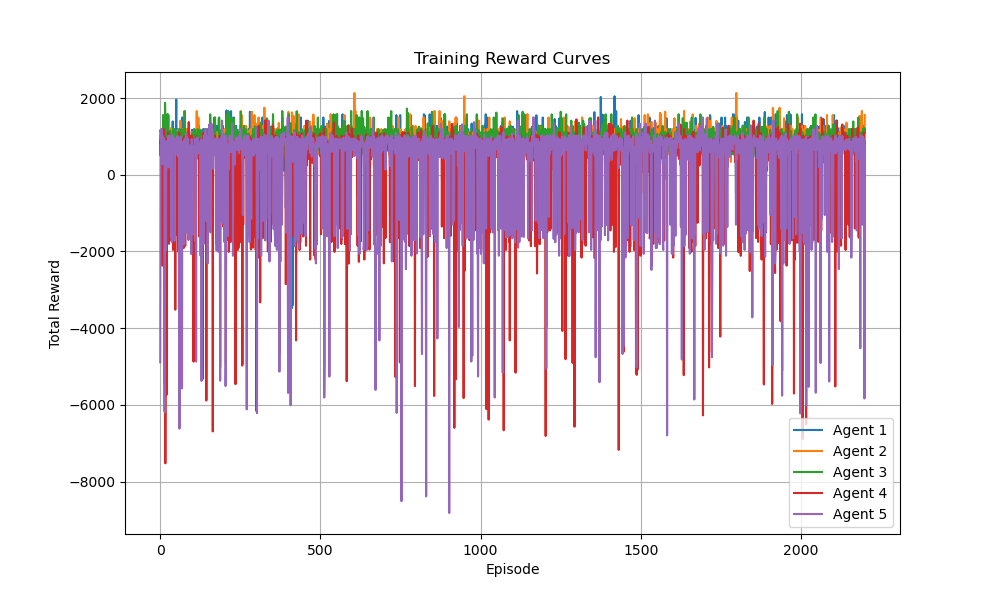 Training Reward Curves
Total Reward
2000
0
−2000
−4000
−6000
−8000
0
500
1000
1500
2000
Episode
Agent 1
Agent 2
Agent 3
Agent 4
Agent 5